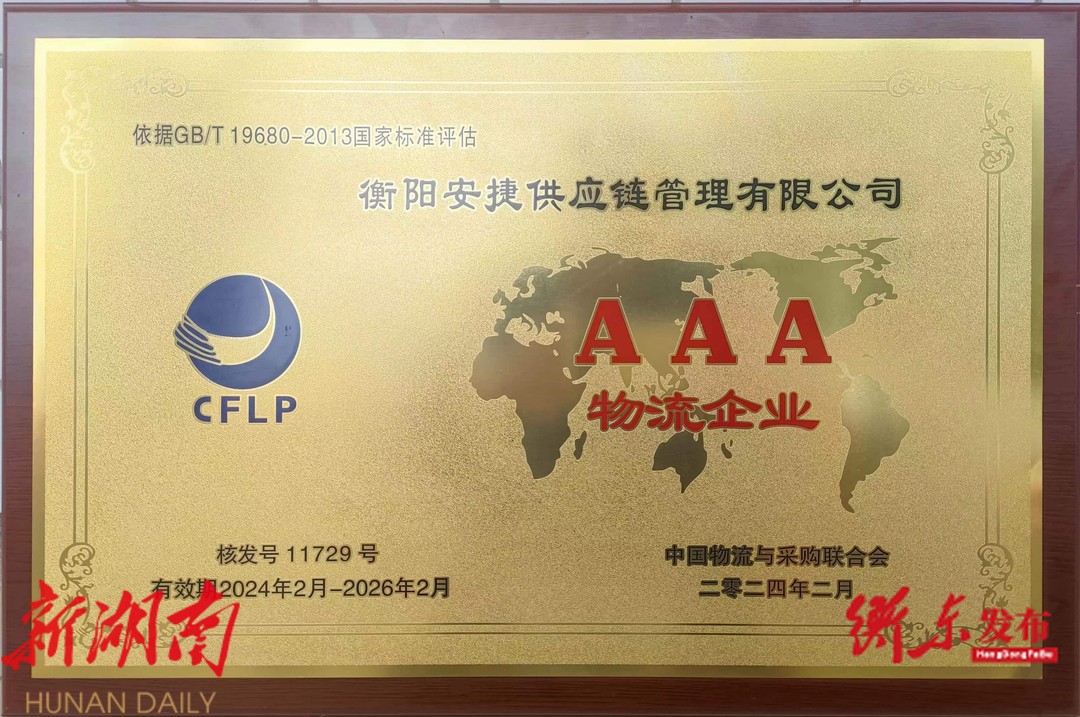 依据GB/T 19680-2013国家标准评估
衡阳安捷供应链管理有限公司
CFLP
AAA
物流企业
核发号 11729 号
有效期2024年2月-2026年2月
中国物流与采购联合会
二零二四年二月
新湖南
HUNAN DAILY
衡东发布
HengDongFaBu